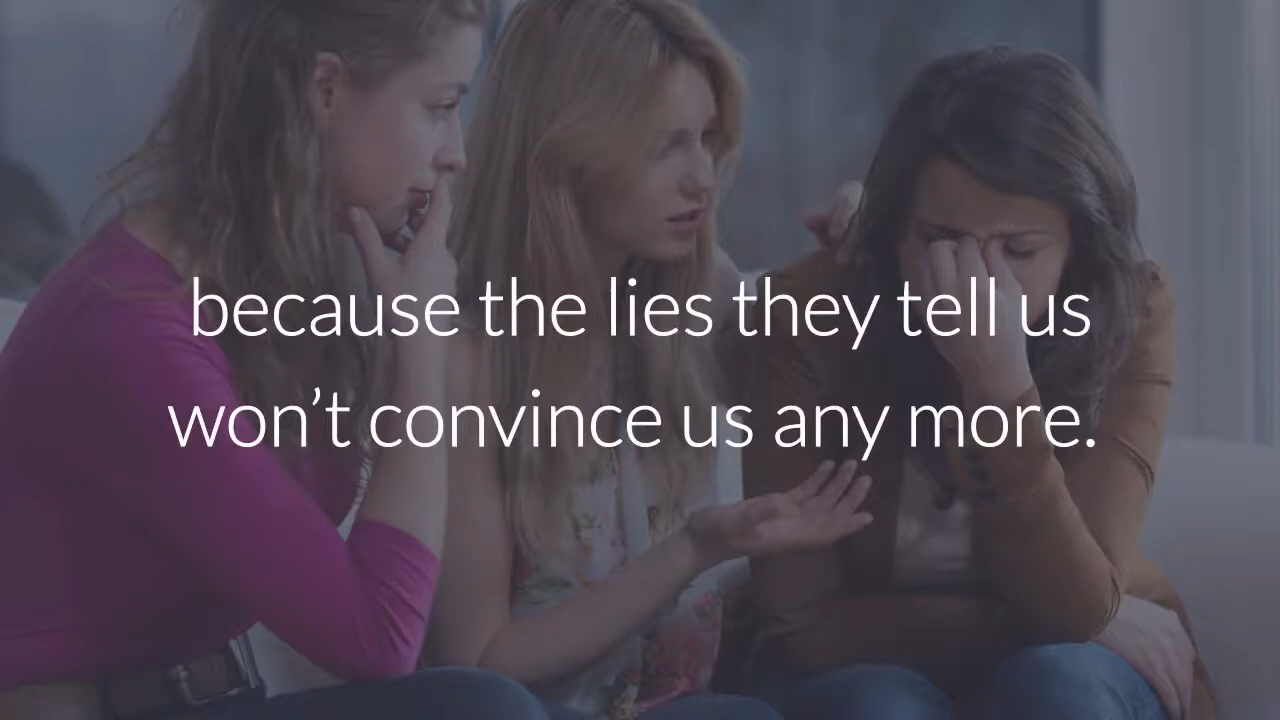 because the lies they tell us
won’t convince us any more.